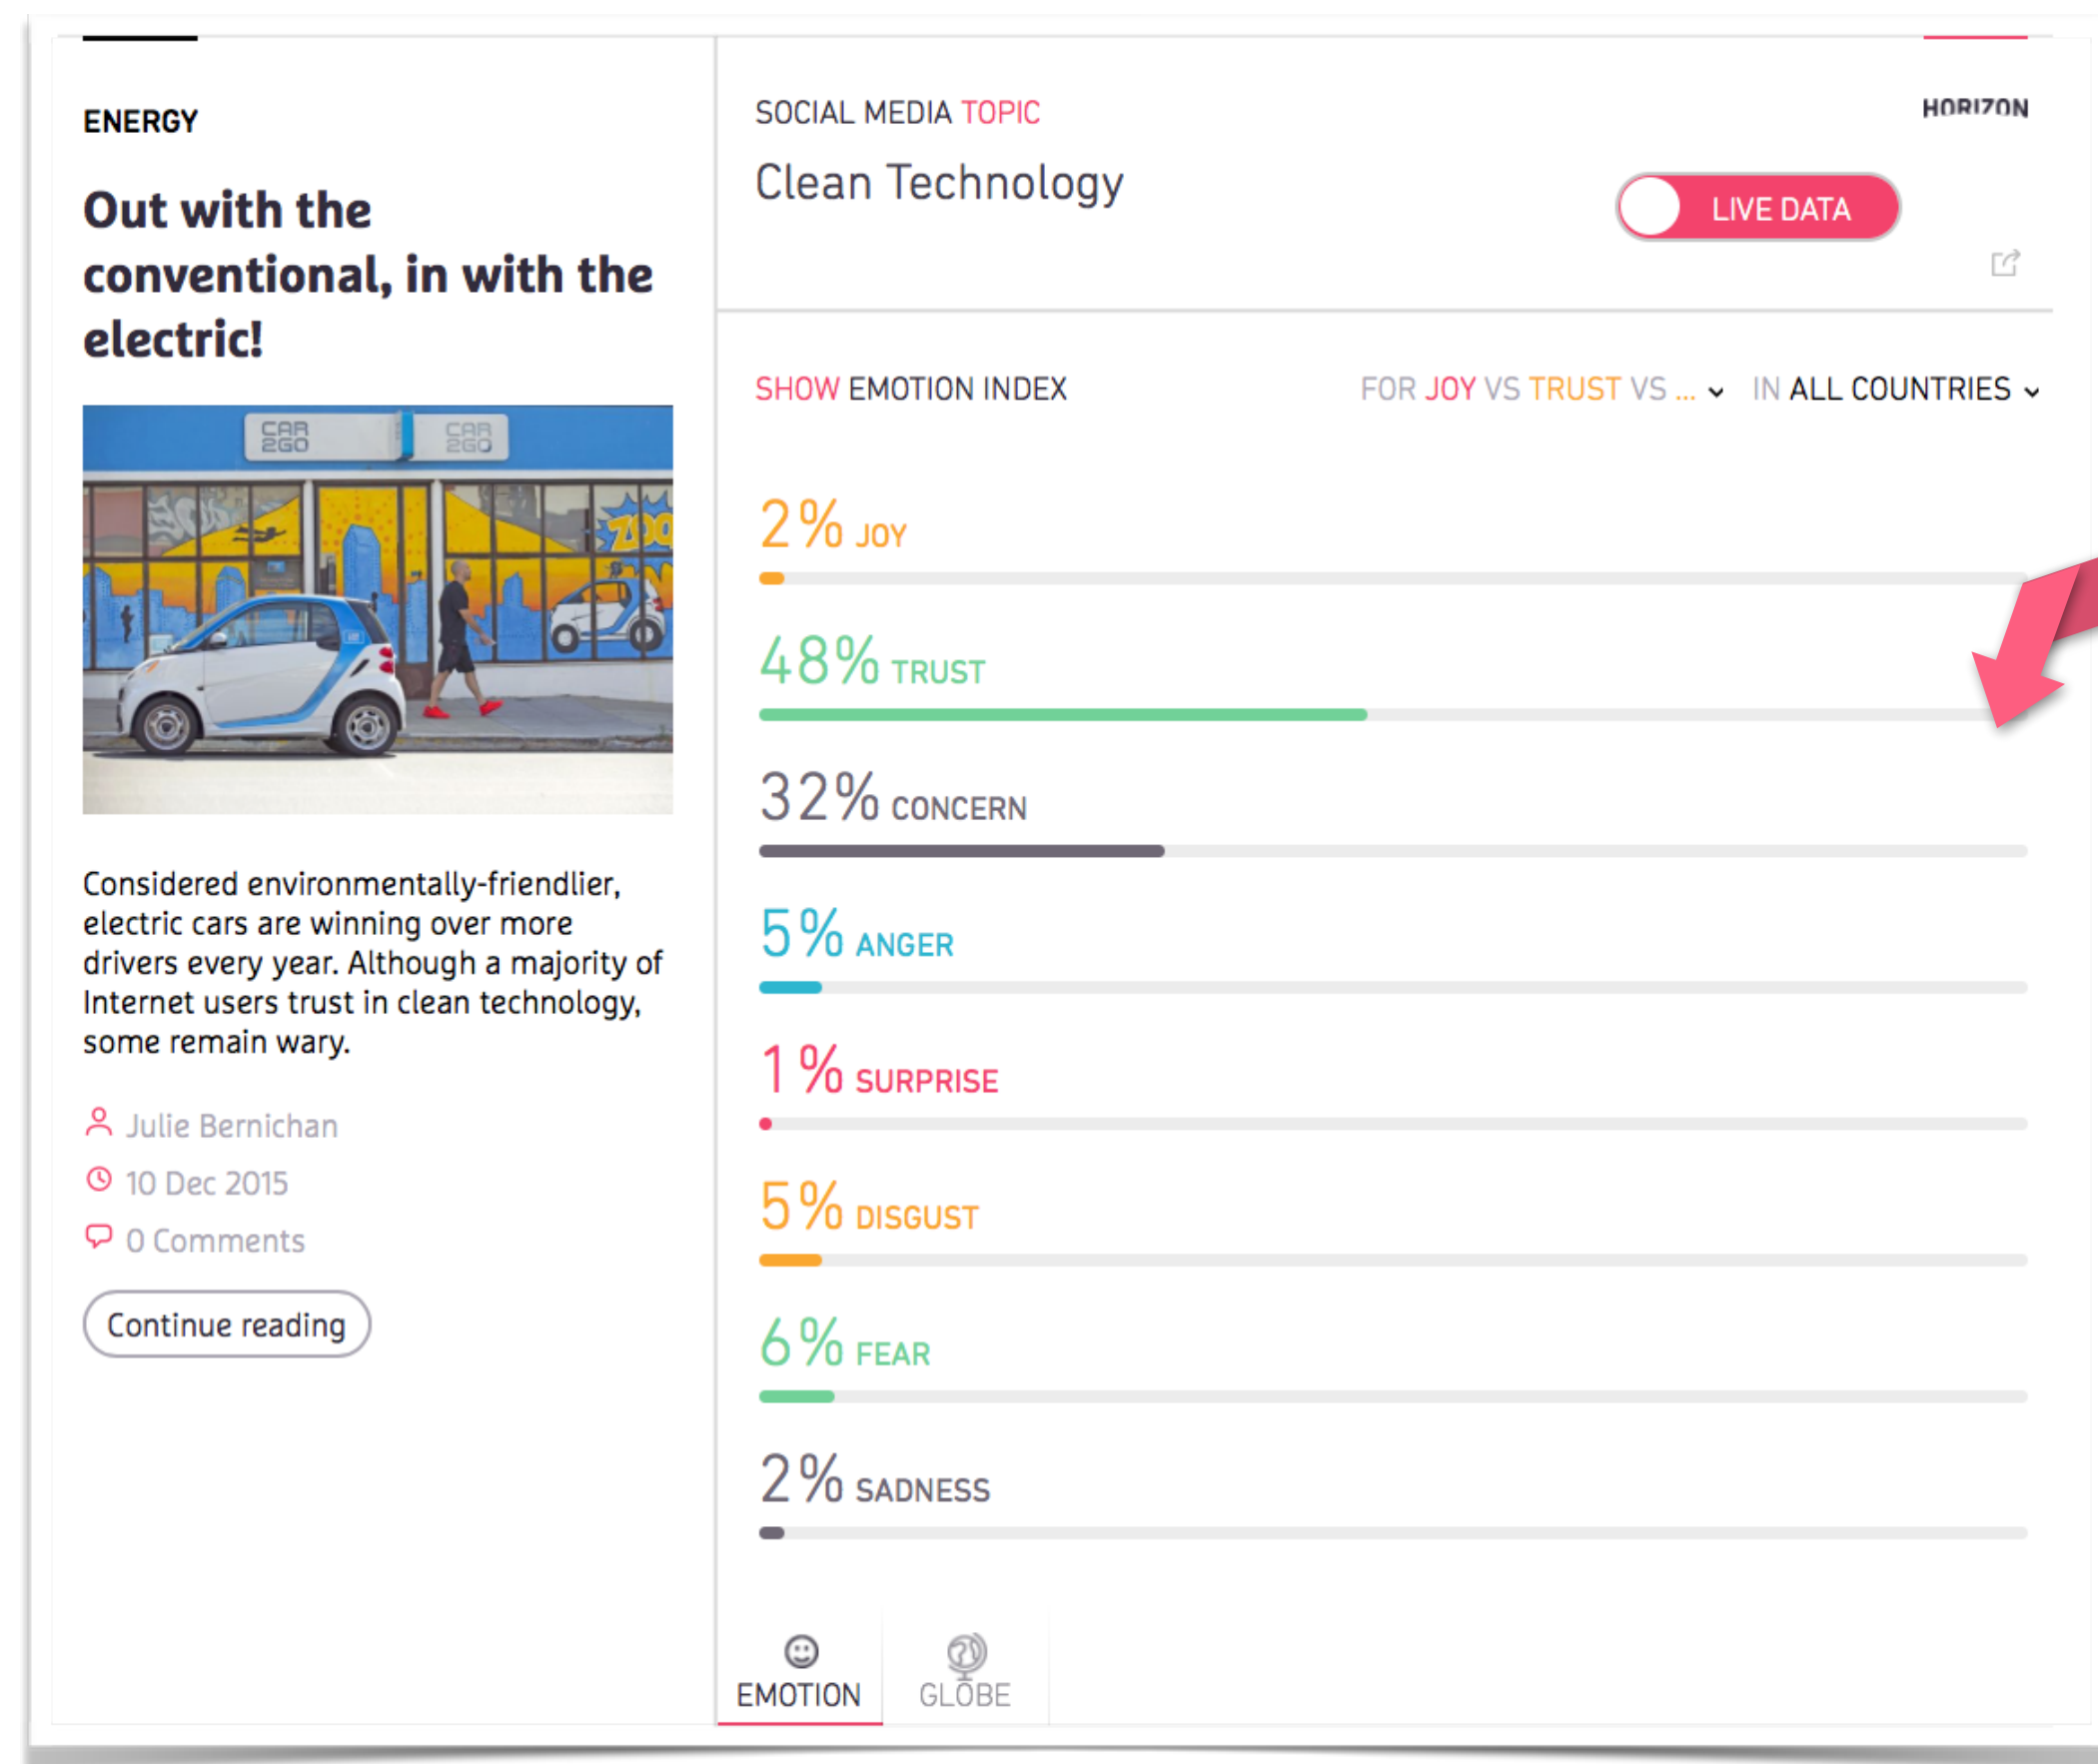 ENERGY
Out with the
conventional, in with the
electric!
CAR
2GO
CAR
2GO
ZOO
Considered environmentally-friendlier,
electric cars are winning over more
drivers every year. Although a majority of
Internet users trust in clean technology,
some remain wary.
Julie Bernichan
10 Dec 2015
0 Comments
Continue reading
SOCIAL MEDIA TOPIC
HORIZON
Clean Technology
LIVE DATA
SHOW EMOTION INDEX
FOR JOY VS TRUST VS ... IN ALL COUNTRIES
2% JOY
48% TRUST
32% CONCERN
5% ANGER
1% SURPRISE
5% DISGUST
6% FEAR
2% SADNESS
EMOTION
GLOBE